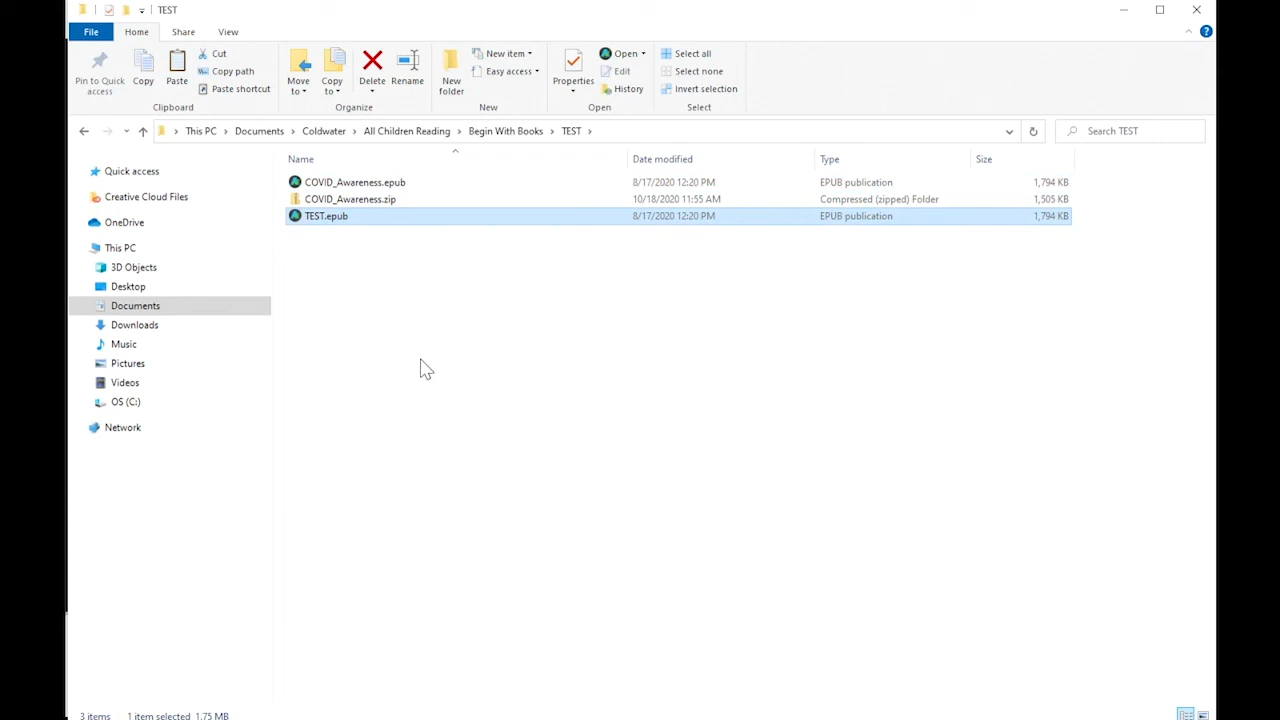 TEST
File Home Share View
Pin to Quick access
Copy
Paste
Cut
Copy path
Paste shortcut
Clipboard
Move to
Copy to
Delete
Rename
Organize
New folder
New item
Easy access
New
Properties
Open
Edit
History
Open
Select all
Select none
Invert selection
Select
This PC > Documents > Coldwater > All Children Reading > Begin With Books > TEST >
Search TEST
Quick access
Creative Cloud Files
OneDrive
This PC
3D Objects
Desktop
Documents
Downloads
Music
Pictures
Videos
OS (C:)
Network
Name Date modified Type Size
COVID_Awareness.epub 8/17/2020 12:20 PM EPUB publication 1,794 KB
COVID_Awareness.zip 10/18/2020 11:55 AM Compressed (zipped) Folder 1,505 KB
TEST.epub 8/17/2020 12:20 PM EPUB publication 1,794 KB
3 items 1 item selected 1.75 MB